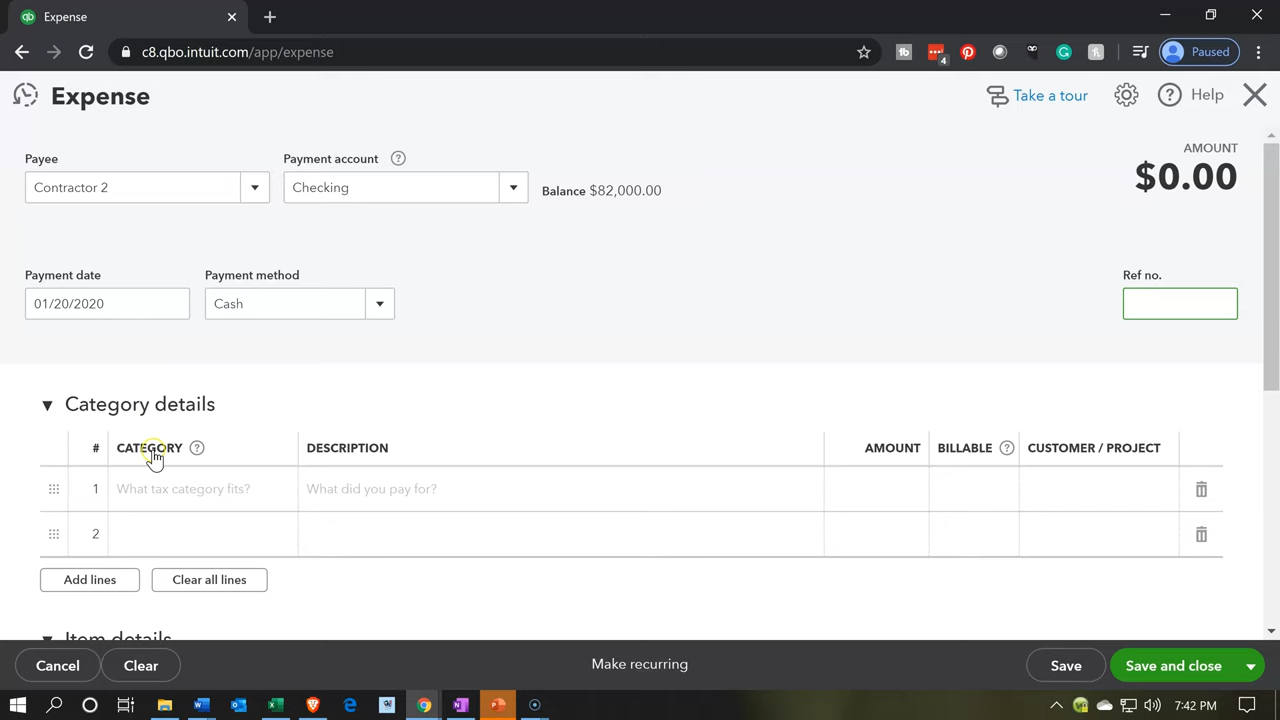 Expense
c8.qbo.intuit.com/app/expense
4
Paused
Expense
Take a tour
Help
Payee
Payment account
AMOUNT
Contractor 2
Checking
Balance $82,000.00
$0.00
Payment date
Payment method
Ref no.
01/20/2020
Cash
Category details
# CATEGORY DESCRIPTION AMOUNT BILLABLE CUSTOMER / PROJECT
1 What tax category fits? What did you pay for?
2
Add lines
Clear all lines
Item details
Cancel
Clear
Make recurring
Save
Save and close
7:42 PM